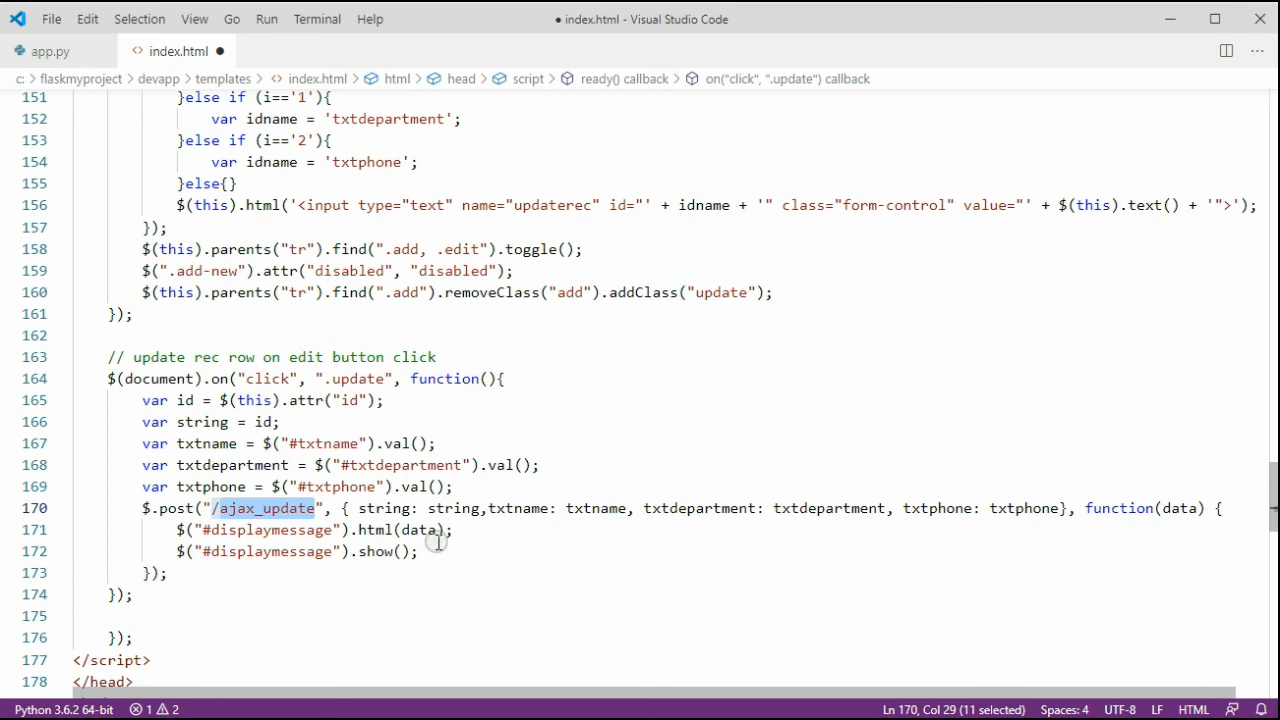 File Edit Selection View Go Run Terminal Help ● index.html - Visual Studio Code
app.py <> index.html ●
c: > flaskmyproject > devapp > templates > <> index.html > html > head > script > ready() callback > on("click", ".update") callback
151 }else if (i=='1'){
152 var idname = 'txtdepartment';
153 }else if (i=='2'){
154 var idname = 'txtphone';
155 }else{}
156 $(this).html('<input type="text" name="updaterec" id="' + idname + '" class="form-control" value="' + $(this).text() + '">');
157 });
158 $(this).parents("tr").find(".add, .edit").toggle();
159 $(".add-new").attr("disabled", "disabled");
160 $(this).parents("tr").find(".add").removeClass("add").addClass("update");
161 });
162
163 // update rec row on edit button click
164 $(document).on("click", ".update", function(){
165 var id = $(this).attr("id");
166 var string = id;
167 var txtname = $("#txtname").val();
168 var txtdepartment = $("#txtdepartment").val();
169 var txtphone = $("#txtphone").val();
170 $.post("/ajax_update", { string: string,txtname: txtname, txtdepartment: txtdepartment, txtphone: txtphone}, function(data) {
171 $("#displaymessage").html(data);
172 $("#displaymessage").show();
173 });
174 });
175
176 });
177 </script>
178 </head>
Python 3.6.2 64-bit 1 2 Ln 170, Col 29 (11 selected) Spaces: 4 UTF-8 LF HTML